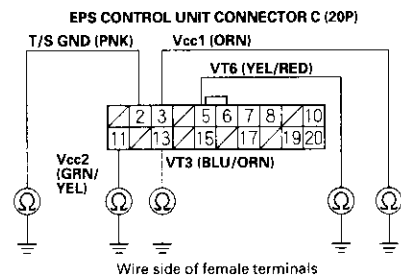 EPS CONTROL UNIT CONNECTOR C (20P)
T/S GND (PNK)
Vcc1 (ORN)
VT6 (YEL/RED)
2 3 5 6 7 8 10
11 13 15 17 19 20
Vcc2
(GRN/
YEL)
VT3 (BLU/ORN)
Ω Ω Ω Ω Ω
Wire side of female terminals